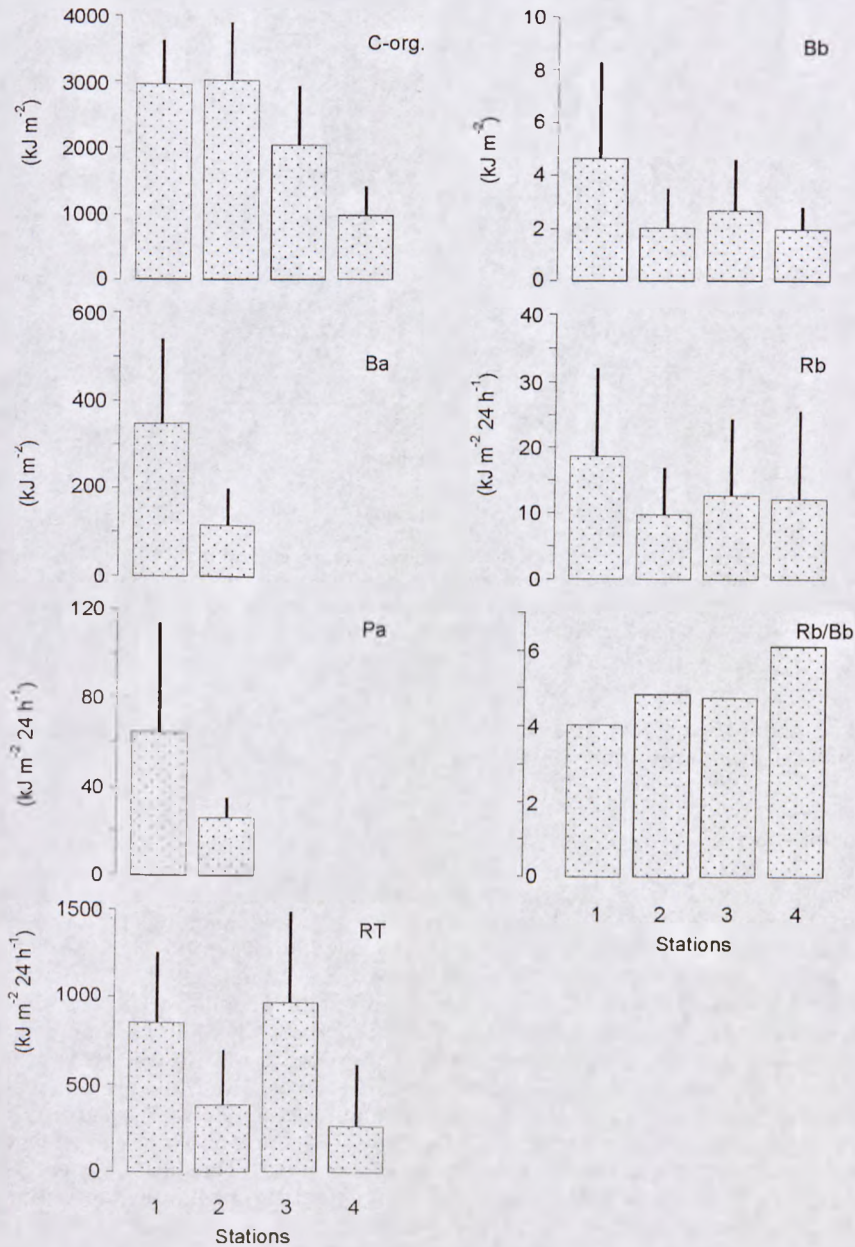 C-org.
(kJ m⁻²)
4000
3000
2000
1000
0
Bb
(kJ m⁻²)
10
8
6
4
2
0
Ba
(kJ m⁻²)
600
400
200
0
Rb
(kJ m⁻² 24 h⁻¹)
40
30
20
10
0
Pa
(kJ m⁻² 24 h⁻¹)
120
80
40
0
Rb/Bb
6
4
2
0
1 2 3 4
Stations
RT
(kJ m⁻² 24 h⁻¹)
1500
1000
500
0
1 2 3 4
Stations